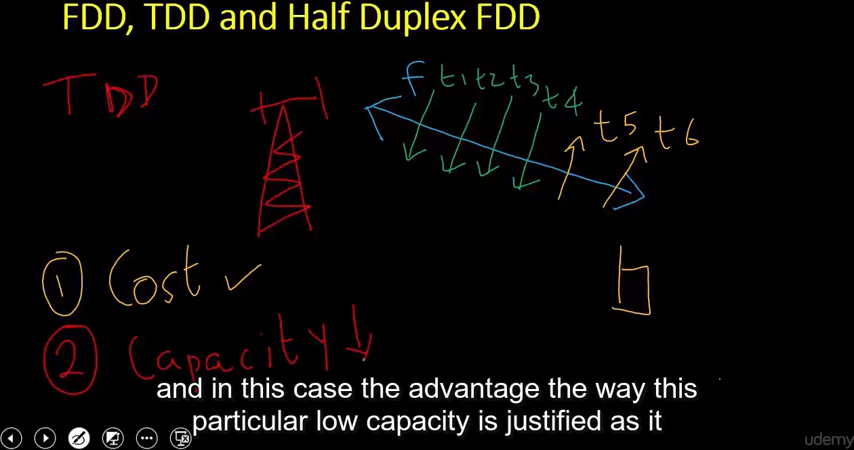 FDD, TDD and Half Duplex FDD
TDD
f t1 t2 t3 t4
t5 t6
1 Cost ✓
2 Capacity ↓
and in this case the advantage the way this
particular low capacity is justified as it
udemy